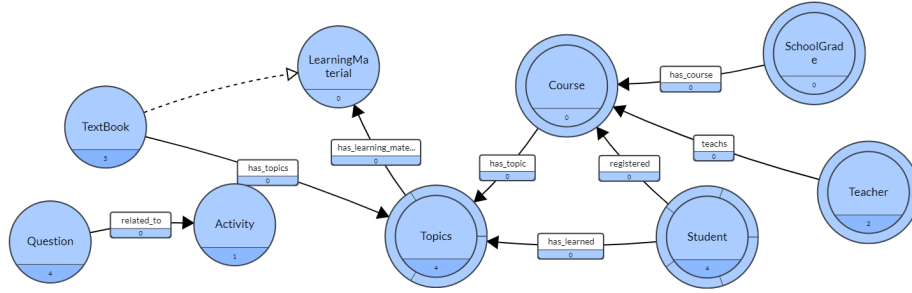 SchoolGrad
e
0
LearningMa
terial
0
has_course
0
Course
0
TextBook
5
teachs
0
has_learning_mate...
0
has_topic
0
registered
0
has_topics
0
Teacher
2
Activity
1
related_to
0
Question
4
Topics
4
has_learned
0
Student
4